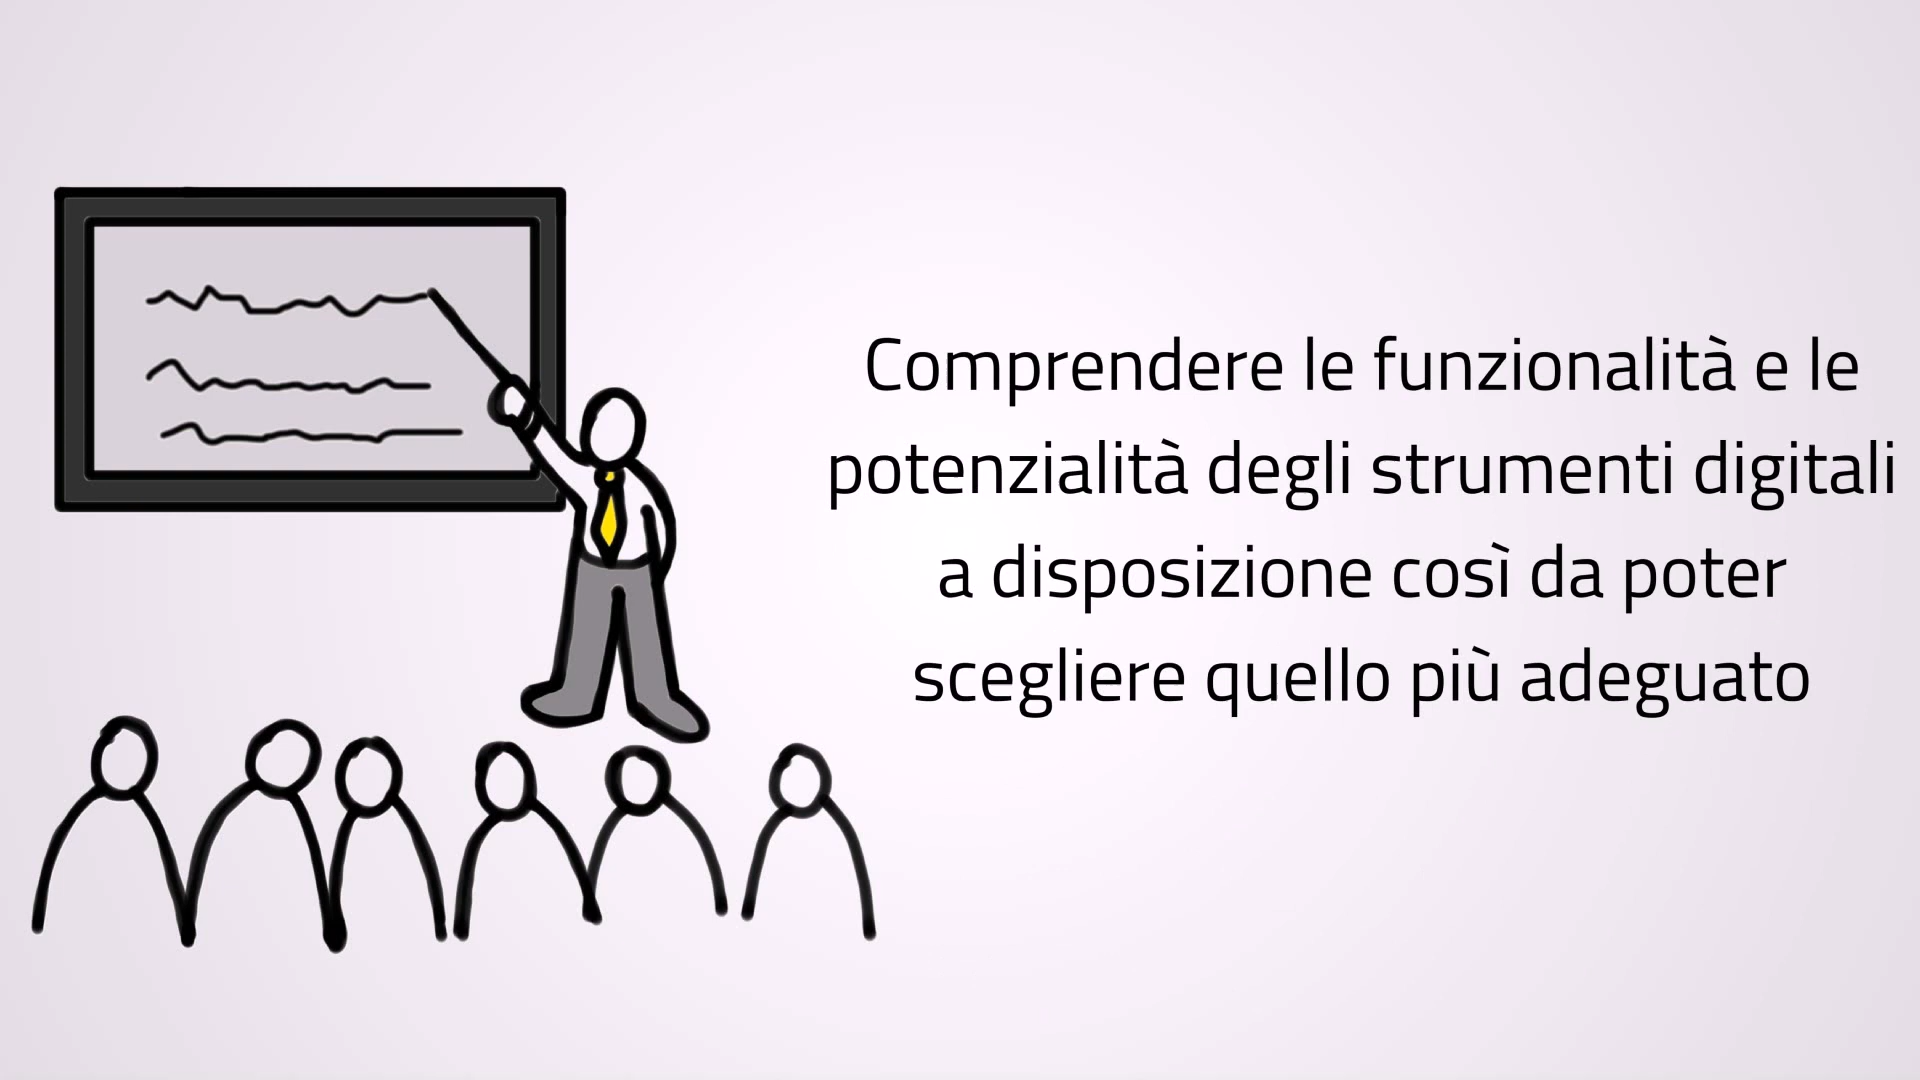 Comprendere le funzionalità e le
potenzialità degli strumenti digitali
a disposizione così da poter
scegliere quello più adeguato